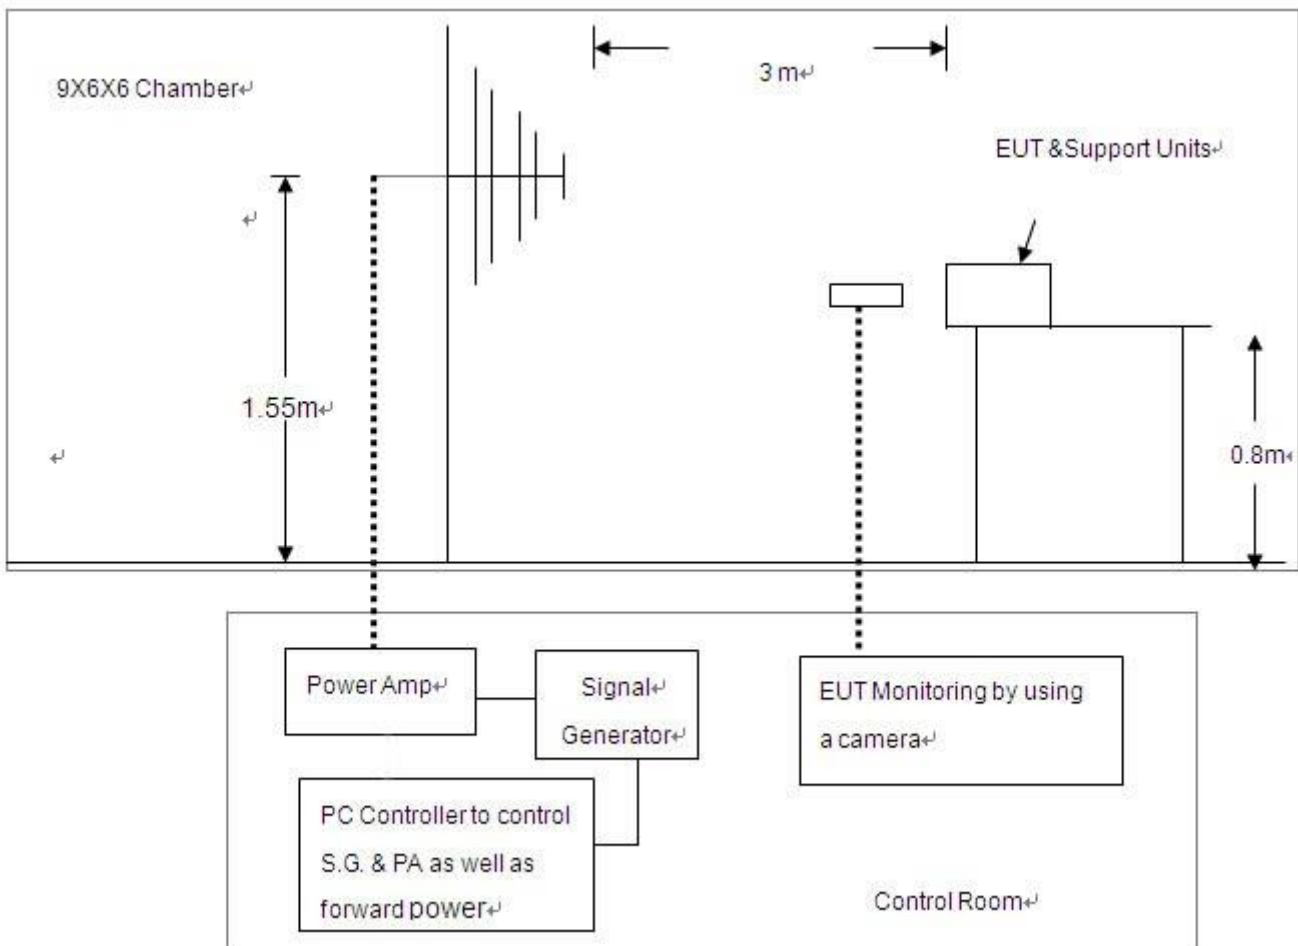 3 m
9X6X6 Chamber
EUT &Support Units
1.55m
0.8m
Power Amp
Signal
Generator
EUT Monitoring by using
a camera
PC Controller to control
S.G. & PA as well as
forward power
Control Room